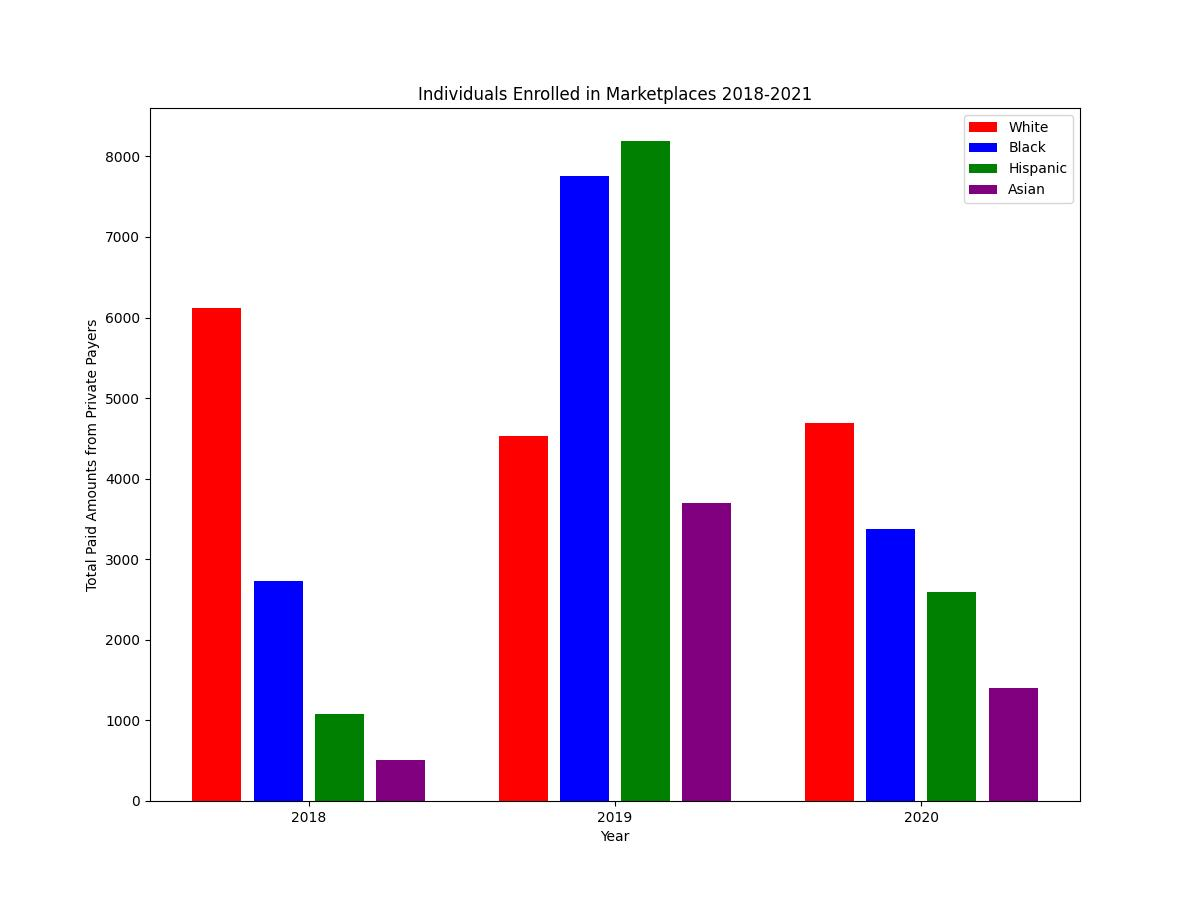 Individuals Enrolled in Marketplaces 2018-2021
White
Black
Hispanic
Asian
8000
7000
6000
5000
4000
3000
2000
1000
0
Total Paid Amounts from Private Payers
2018
2019
2020
Year